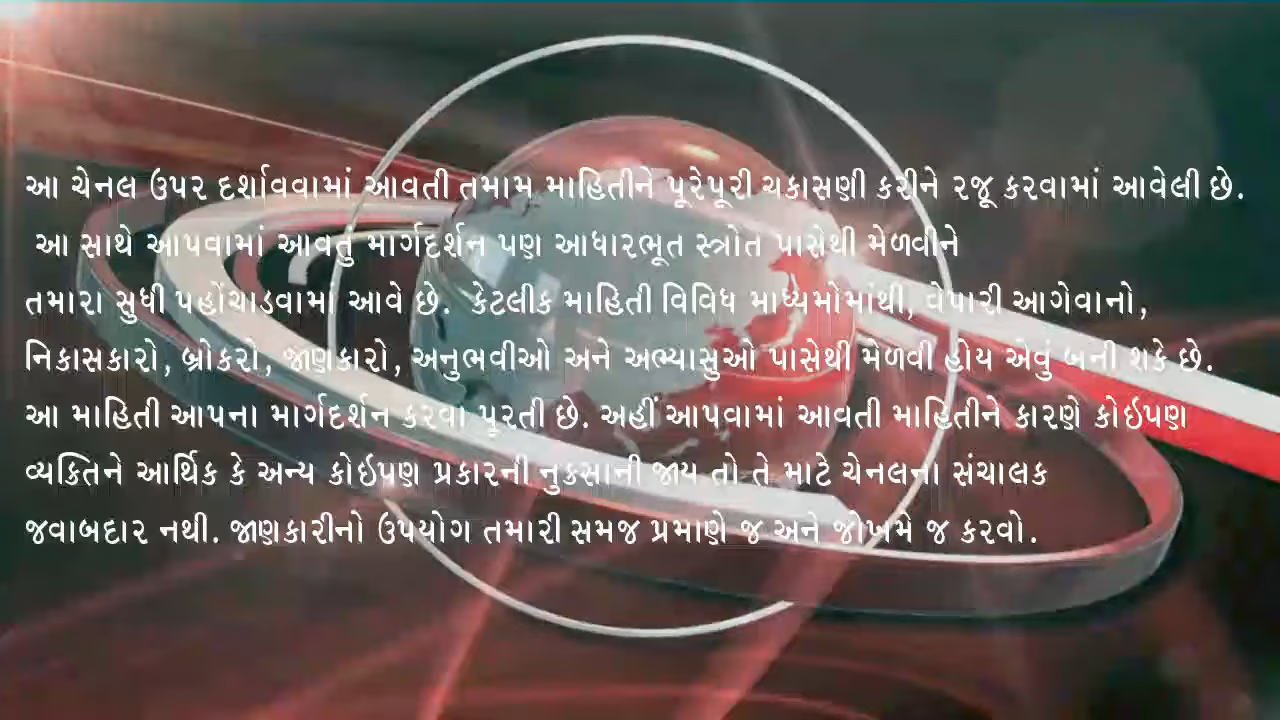 આ ચેનલ ઉપર દર્શાવવામાં આવતી તમામ માહિતીને પૂરેપૂરી ચકાસણી કરીને રજૂ કરવામાં આવેલી છે.
આ સાથે આપવામાં આવતુ માર્ગદર્શન પણ આધારભૂત સ્ત્રોત પાસેથી મેળવીને
તમારા સુધી પહોંચાડવામાં આવે છે. કેટલીક માહિતી વિવિધ માધ્યમોમાંથી, વેપારી આગેવાનો,
નિકાસકારો, બ્રોકરો, જાણકારો, અનુભવીઓ અને અભ્યાસુઓ પાસેથી મેળવી હોય એવું બની શકે છે.
આ માહિતી આપના માર્ગદર્શન કરવા પૂરતી છે. અહીં આપવામાં આવતી માહિતીને કારણે કોઇપણ
વ્યકિતને આર્થિક કે અન્ય કોઇપણ પ્રકારની નુકસાની જાય તો તે માટે ચેનલના સંચાલક
જવાબદાર નથી. જાણકારીનો ઉપયોગ તમારી સમજ પ્રમાણે જ અને જોખમે જ કરવો.